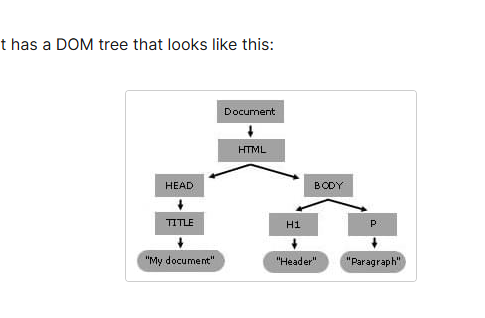 t has a DOM tree that looks like this:
Document
HTML
HEAD
BODY
TITLE
H1
P
"My document"
"Header"
"Paragraph"